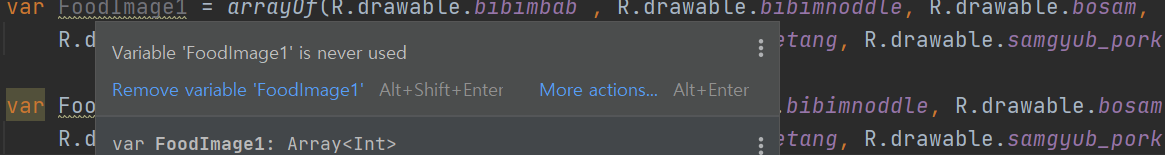 var FoodImage1 = arrayOf(R.drawable.bibimbab , R.drawable.bibimnoddle, R.drawable.bosam,
R.d etang, R.drawable.samgyub_pork
Variable 'FoodImage1' is never used
Remove variable 'FoodImage1' Alt+Shift+Enter More actions... Alt+Enter
var Foo .bibimnoddle, R.drawable.bosam
R.d etang, R.drawable.samgyub_pork
var FoodImage1: Array<Int>